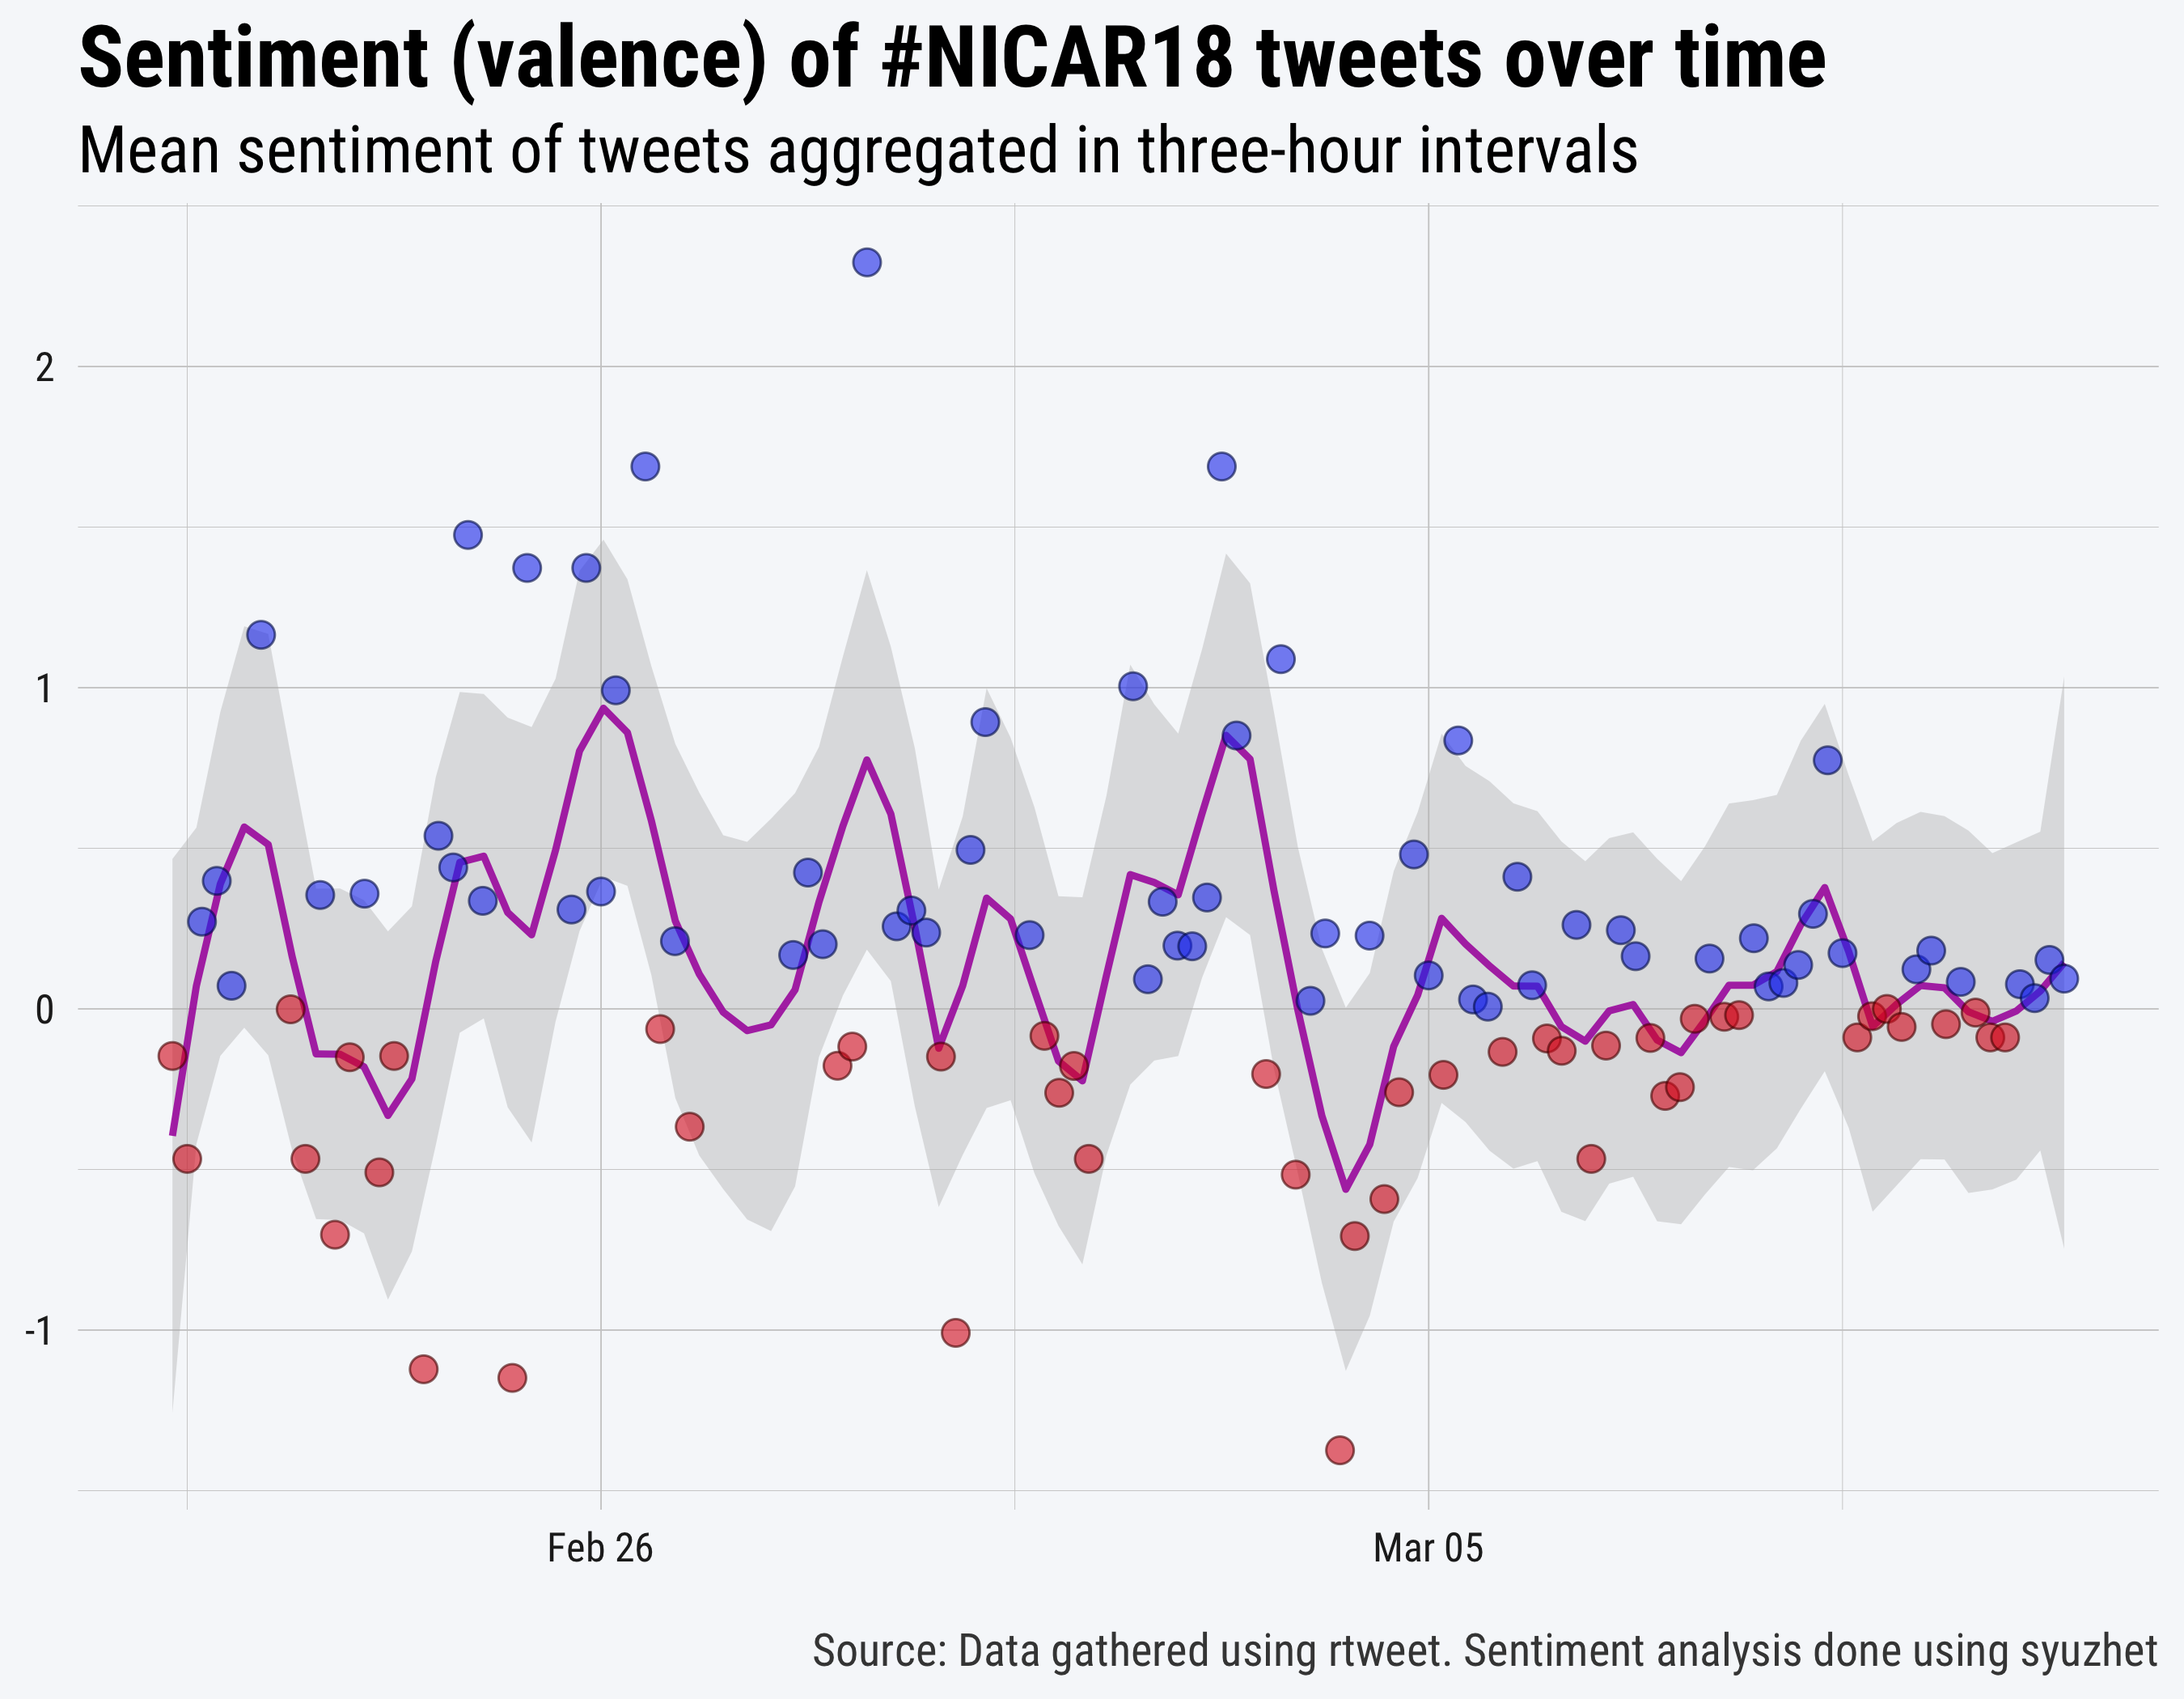 Sentiment (valence) of #NICAR18 tweets over time
Mean sentiment of tweets aggregated in three-hour intervals
2
1
0
-1
Feb 26 Mar 05
Source: Data gathered using rtweet. Sentiment analysis done using syuzhet